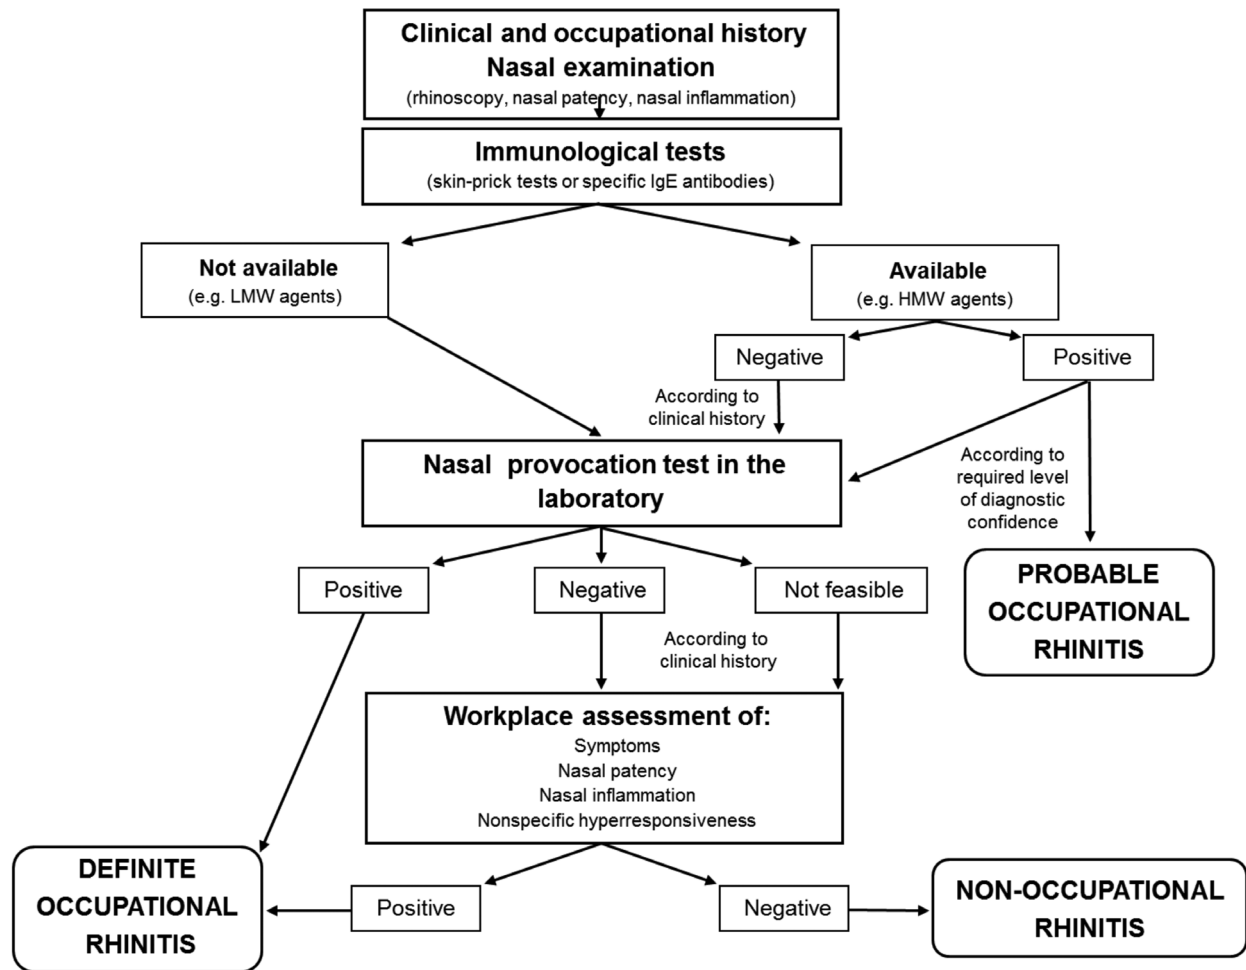 Clinical and occupational history
Nasal examination
(rhinoscopy, nasal patency, nasal inflammation)
Immunological tests
(skin-prick tests or specific IgE antibodies)
Not available
(e.g. LMW agents)
Available
(e.g. HMW agents)
Negative
Positive
According to
clinical history
Nasal provocation test in the
laboratory
According to
required level
of diagnostic
confidence
PROBABLE
OCCUPATIONAL
RHINITIS
Positive
Negative
Not feasible
According to
clinical history
Workplace assessment of:
Symptoms
Nasal patency
Nasal inflammation
Nonspecific hyperresponsiveness
DEFINITE
OCCUPATIONAL
RHINITIS
Positive
Negative
NON-OCCUPATIONAL
RHINITIS